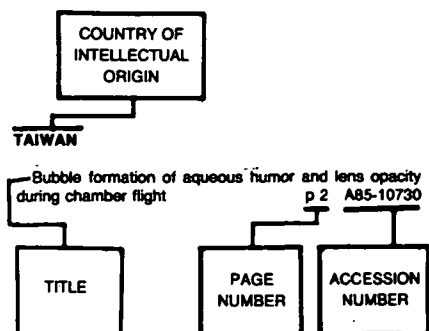 COUNTRY OF
INTELLECTUAL
ORIGIN
TAIWAN
Bubble formation of aqueous humor and lens opacity
during chamber flight p 2 A85-10730
TITLE
PAGE
NUMBER
ACCESSION
NUMBER